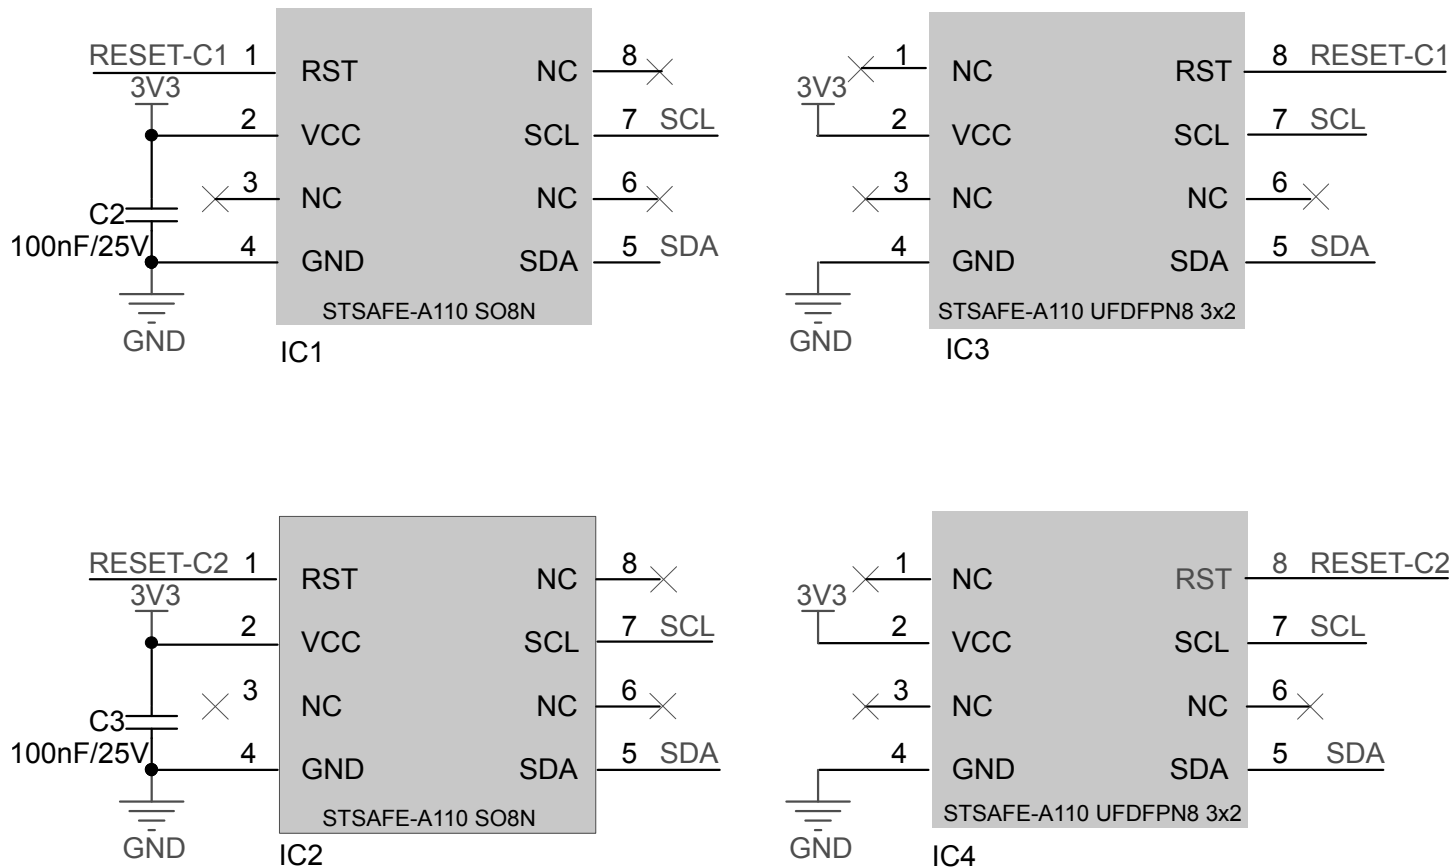 RESET-C1 1 RST NC 8
3V3
2 VCC SCL 7 SCL
3 NC NC 6
C2
100nF/25V 4 GND SDA 5 SDA
STSAFE-A110 SO8N
GND
IC1
1 NC RST 8 RESET-C1
3V3
2 VCC SCL 7 SCL
3 NC NC 6
4 GND SDA 5 SDA
STSAFE-A110 UFDFPN8 3x2
GND
IC3
RESET-C2 1 RST NC 8
3V3
2 VCC SCL 7 SCL
3 NC NC 6
C3
100nF/25V 4 GND SDA 5 SDA
STSAFE-A110 SO8N
GND
IC2
1 NC RST 8 RESET-C2
3V3
2 VCC SCL 7 SCL
3 NC NC 6
4 GND SDA 5 SDA
STSAFE-A110 UFDFPN8 3x2
GND
IC4